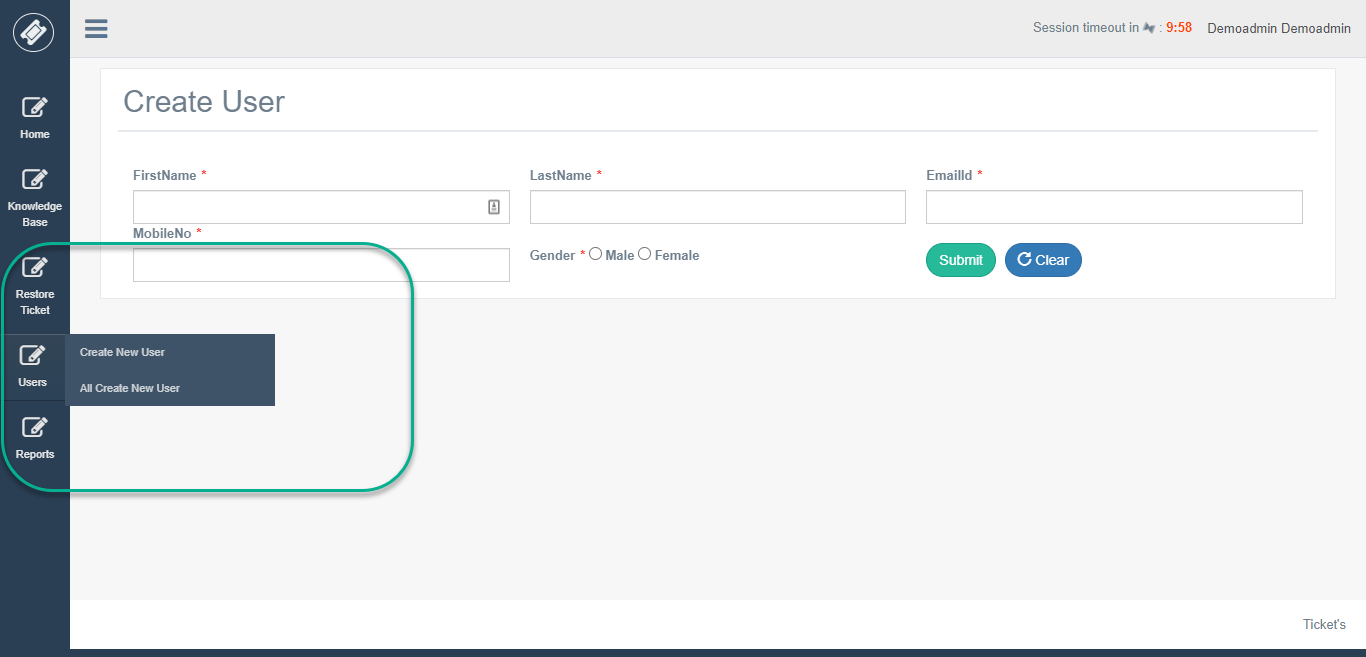 Session timeout in : 9:58 Demoadmin Demoadmin
Home
Knowledge
Base
Restore
Ticket
Users
Create New User
All Create New User
Reports
Create User
FirstName * LastName * EmailId *
MobileNo *
Gender * Male Female Submit Clear
Ticket's